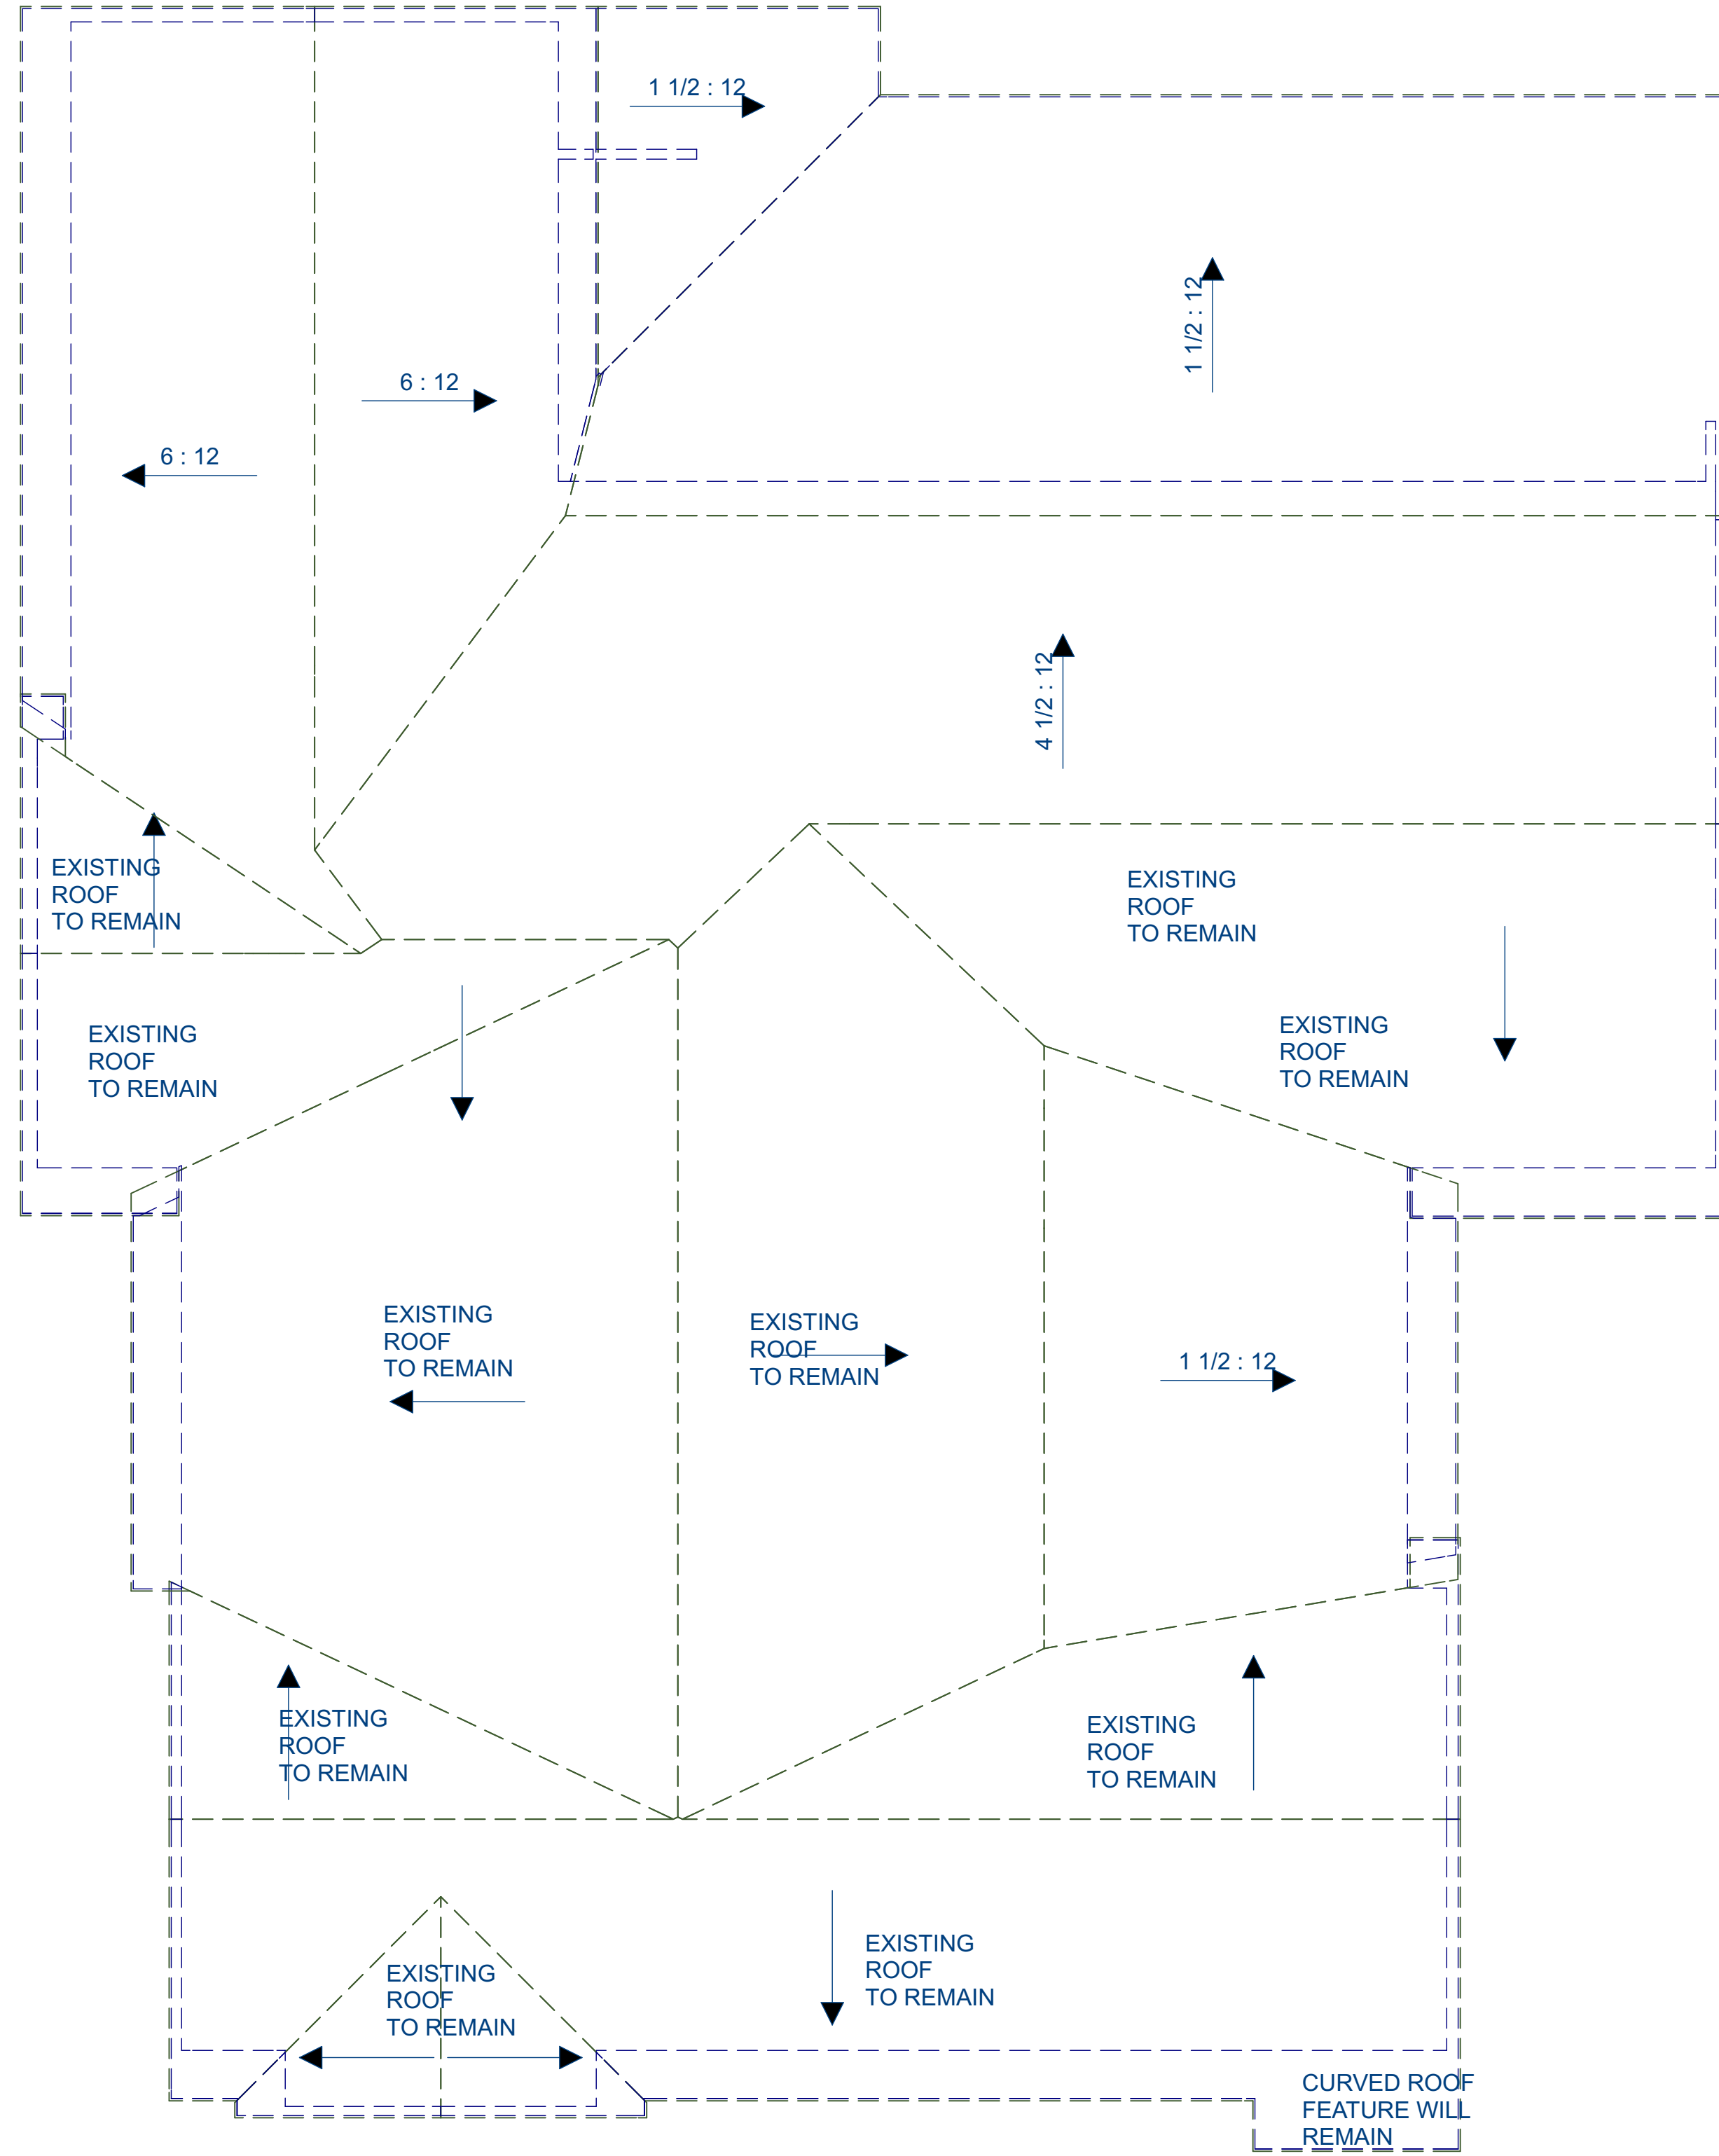 1 1/2 : 12
1 1/2 : 12
6 : 12
6 : 12
4 1/2 : 12
EXISTING
ROOF
TO REMAIN
EXISTING
ROOF
TO REMAIN
EXISTING
ROOF
TO REMAIN
EXISTING
ROOF
TO REMAIN
EXISTING
ROOF
TO REMAIN
EXISTING
ROOF
TO REMAIN
1 1/2 : 12
EXISTING
ROOF
TO REMAIN
EXISTING
ROOF
TO REMAIN
EXISTING
ROOF
TO REMAIN
EXISTING
ROOF
TO REMAIN
CURVED ROOF
FEATURE WILL
REMAIN